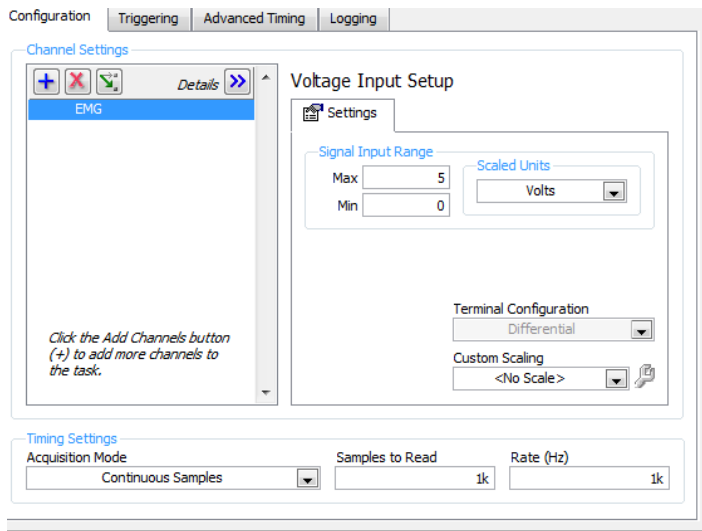 Configuration Triggering Advanced Timing Logging
Channel Settings
Details
EMG
Click the Add Channels button
(+) to add more channels to
the task.
Voltage Input Setup
Settings
Signal Input Range
Max 5
Min 0
Scaled Units
Volts
Terminal Configuration
Differential
Custom Scaling
<No Scale>
Timing Settings
Acquisition Mode Samples to Read Rate (Hz)
Continuous Samples 1k 1k